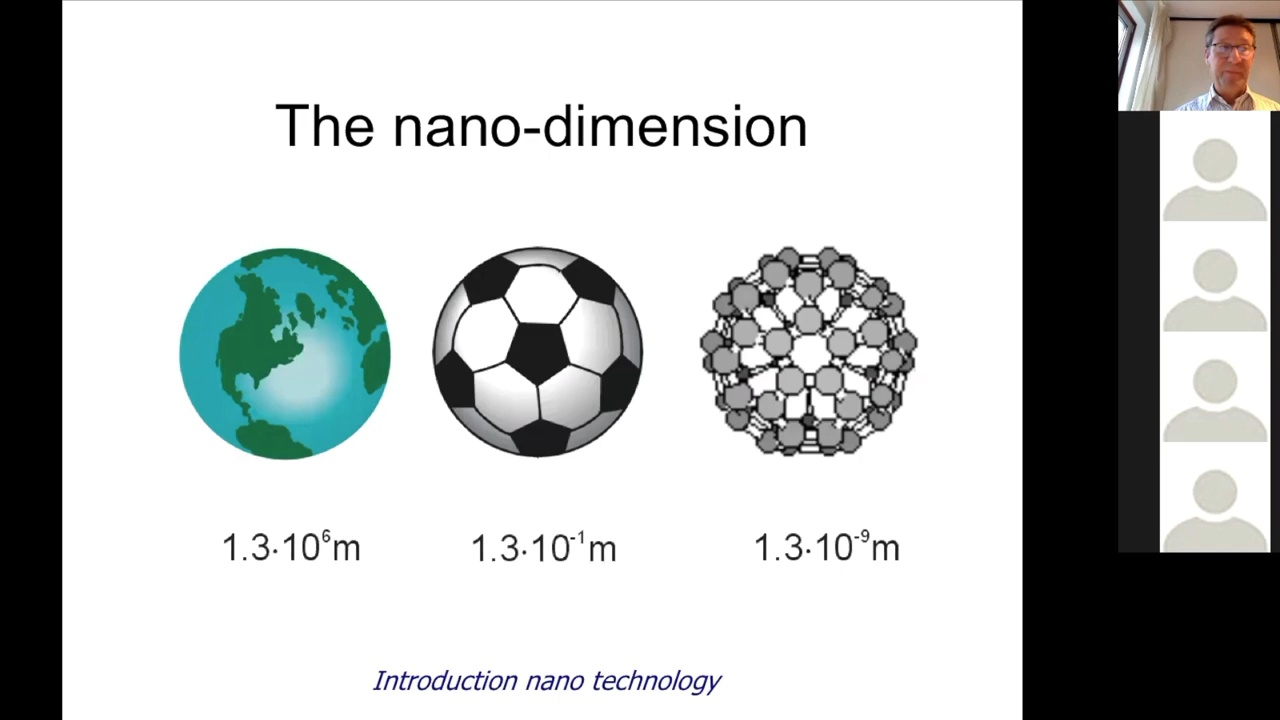 The nano-dimension
1.3·10⁶m 1.3·10⁻¹m 1.3·10⁻⁹m
Introduction nano technology